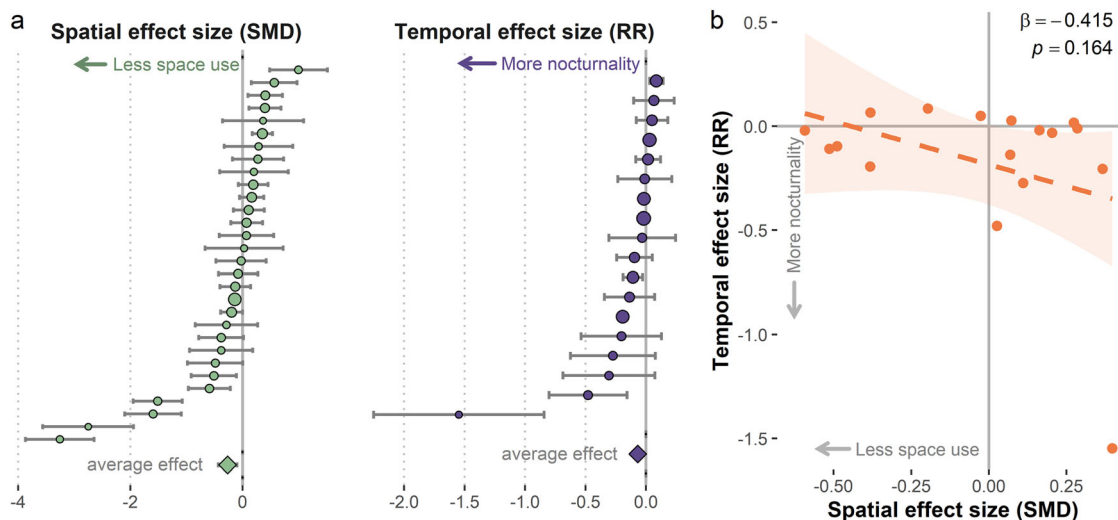 a
Spatial effect size (SMD)
Less space use
average effect
-4
-2
0
Temporal effect size (RR)
More nocturnality
average effect
-2.0
-1.5
-1.0
-0.5
0.0
b
β = −0.415
p = 0.164
0.5
0.0
-0.5
-1.0
-1.5
Temporal effect size (RR)
More nocturnality
Less space use
-0.50
-0.25
0.00
0.25
Spatial effect size (SMD)